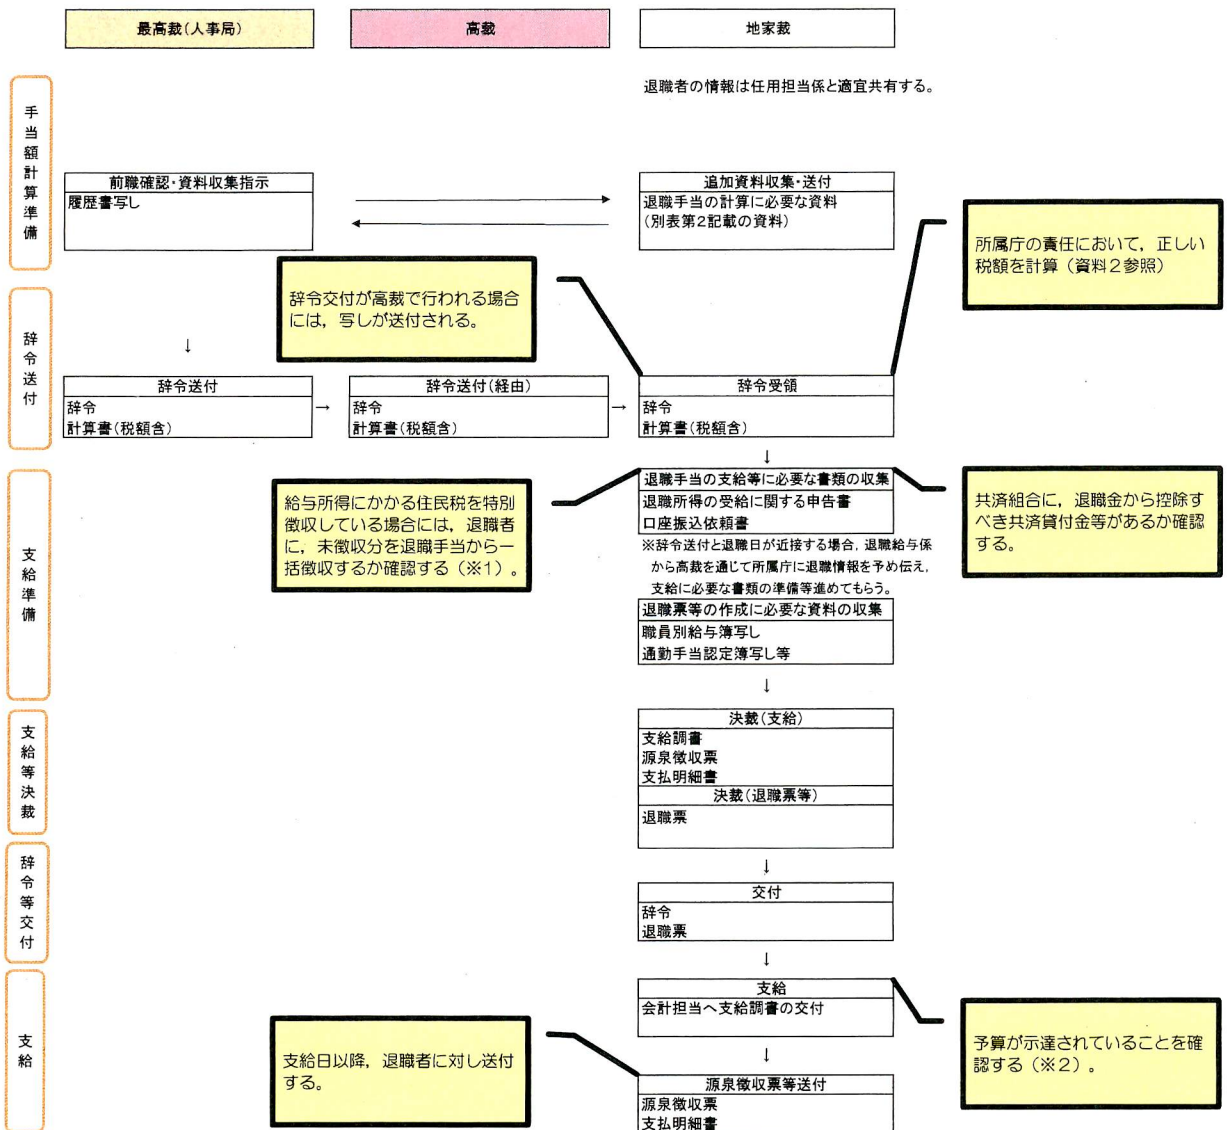 最高裁(人事局)
高裁
地家裁
退職者の情報は任用担当係と適宜共有する。
手当額計算準備
前職確認・資料収集指示
履歴書写し
追加資料収集・送付
退職手当の計算に必要な資料
(別表第2記載の資料)
所属庁の責任において，正しい
税額を計算（資料２参照）
辞令交付が高裁で行われる場合
には，写しが送付される。
辞令送付
↓
辞令送付
辞令
計算書(税額含)
→
辞令送付(経由)
辞令
計算書(税額含)
→
辞令受領
辞令
計算書(税額含)
↓
支給準備
給与所得にかかる住民税を特別
徴収している場合には，退職者
に，未徴収分を退職手当から一
括徴収するか確認する（※1）。
退職手当の支給等に必要な書類の収集
退職所得の受給に関する申告書
口座振込依頼書
共済組合に，退職金から控除す
べき共済貸付金等があるか確認
する。
※辞令送付と退職日が近接する場合，退職給与係
から高裁を通じて所属庁に退職情報を予め伝え，
支給に必要な書類の準備等進めてもらう。
退職票等の作成に必要な資料の収集
職員別給与簿写し
通勤手当認定簿写し等
↓
支給等決裁
決裁(支給)
支給調書
源泉徴収票
支払明細書
決裁(退職票等)
退職票
↓
辞令等交付
交付
辞令
退職票
↓
支給
支給
会計担当へ支給調書の交付
予算が示達されていることを確
認する（※２）。
↓
支給日以降，退職者に対し送付
する。
源泉徴収票等送付
源泉徴収票
支払明細書